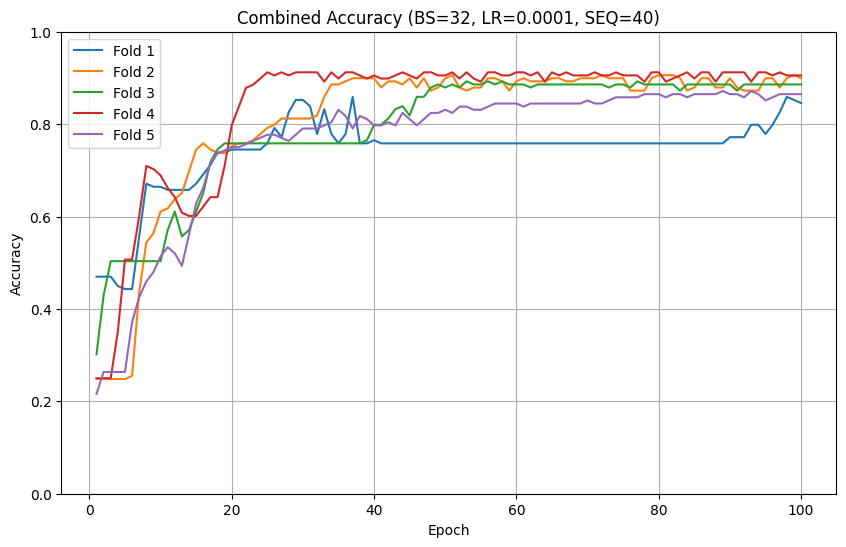 Combined Accuracy (BS=32, LR=0.0001, SEQ=40)
Fold 1
Fold 2
Fold 3
Fold 4
Fold 5
Accuracy
1.0
0.8
0.6
0.4
0.2
0.0
0 20 40 60 80 100
Epoch